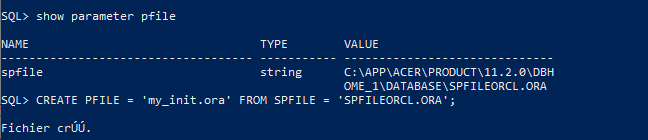 SQL> show parameter pfile
NAME                                 TYPE        VALUE
------------------------------------ ----------- ------------------------------
spfile                               string      C:\APP\ACER\PRODUCT\11.2.0\DBH
                                                 OME_1\DATABASE\SPFILEORCL.ORA
SQL> CREATE PFILE = 'my_init.ora' FROM SPFILE = 'SPFILEORCL.ORA';
Fichier crÚÚ.